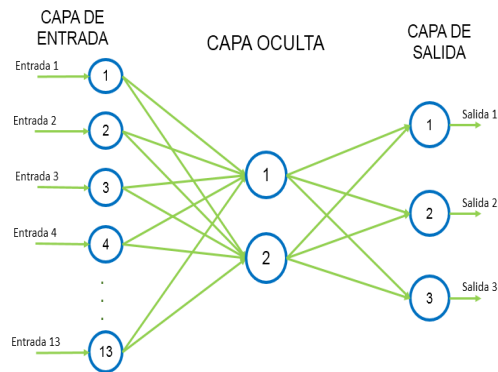 CAPA DE
ENTRADA
CAPA OCULTA
CAPA DE
SALIDA
Entrada 1
1
Entrada 2
2
Entrada 3
3
Entrada 4
4
.
.
.
Entrada 13
13
1
2
1
Salida 1
2
Salida 2
3
Salida 3